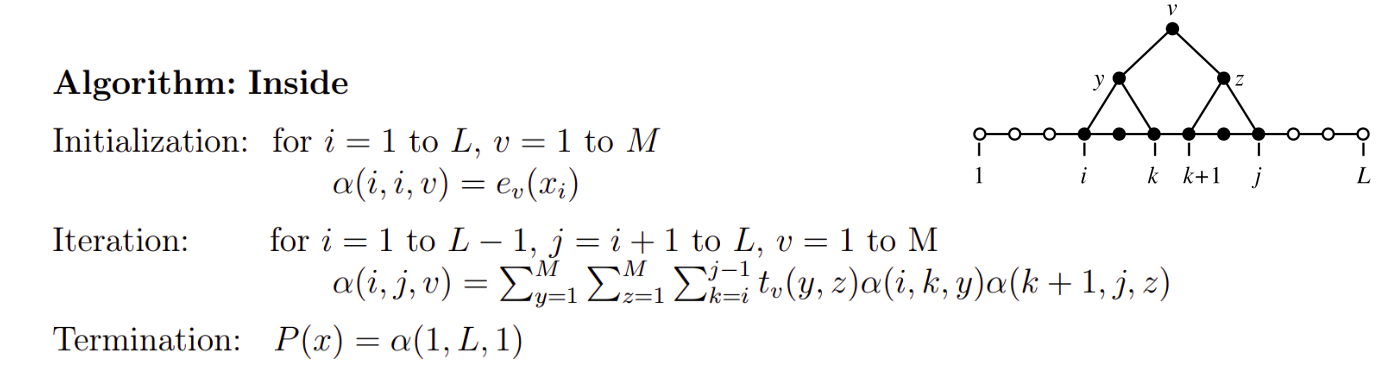 Algorithm: Inside
Initialization: for i = 1 to L, v = 1 to M
α(i, i, v) = e_v(x_i)
Iteration: for i = 1 to L − 1, j = i + 1 to L, v = 1 to M
α(i, j, v) = ∑_{y=1}^{M} ∑_{z=1}^{M} ∑_{k=i}^{j−1} t_v(y, z)α(i, k, y)α(k + 1, j, z)
Termination: P(x) = α(1, L, 1)
v
y z
1 i k k+1 j L